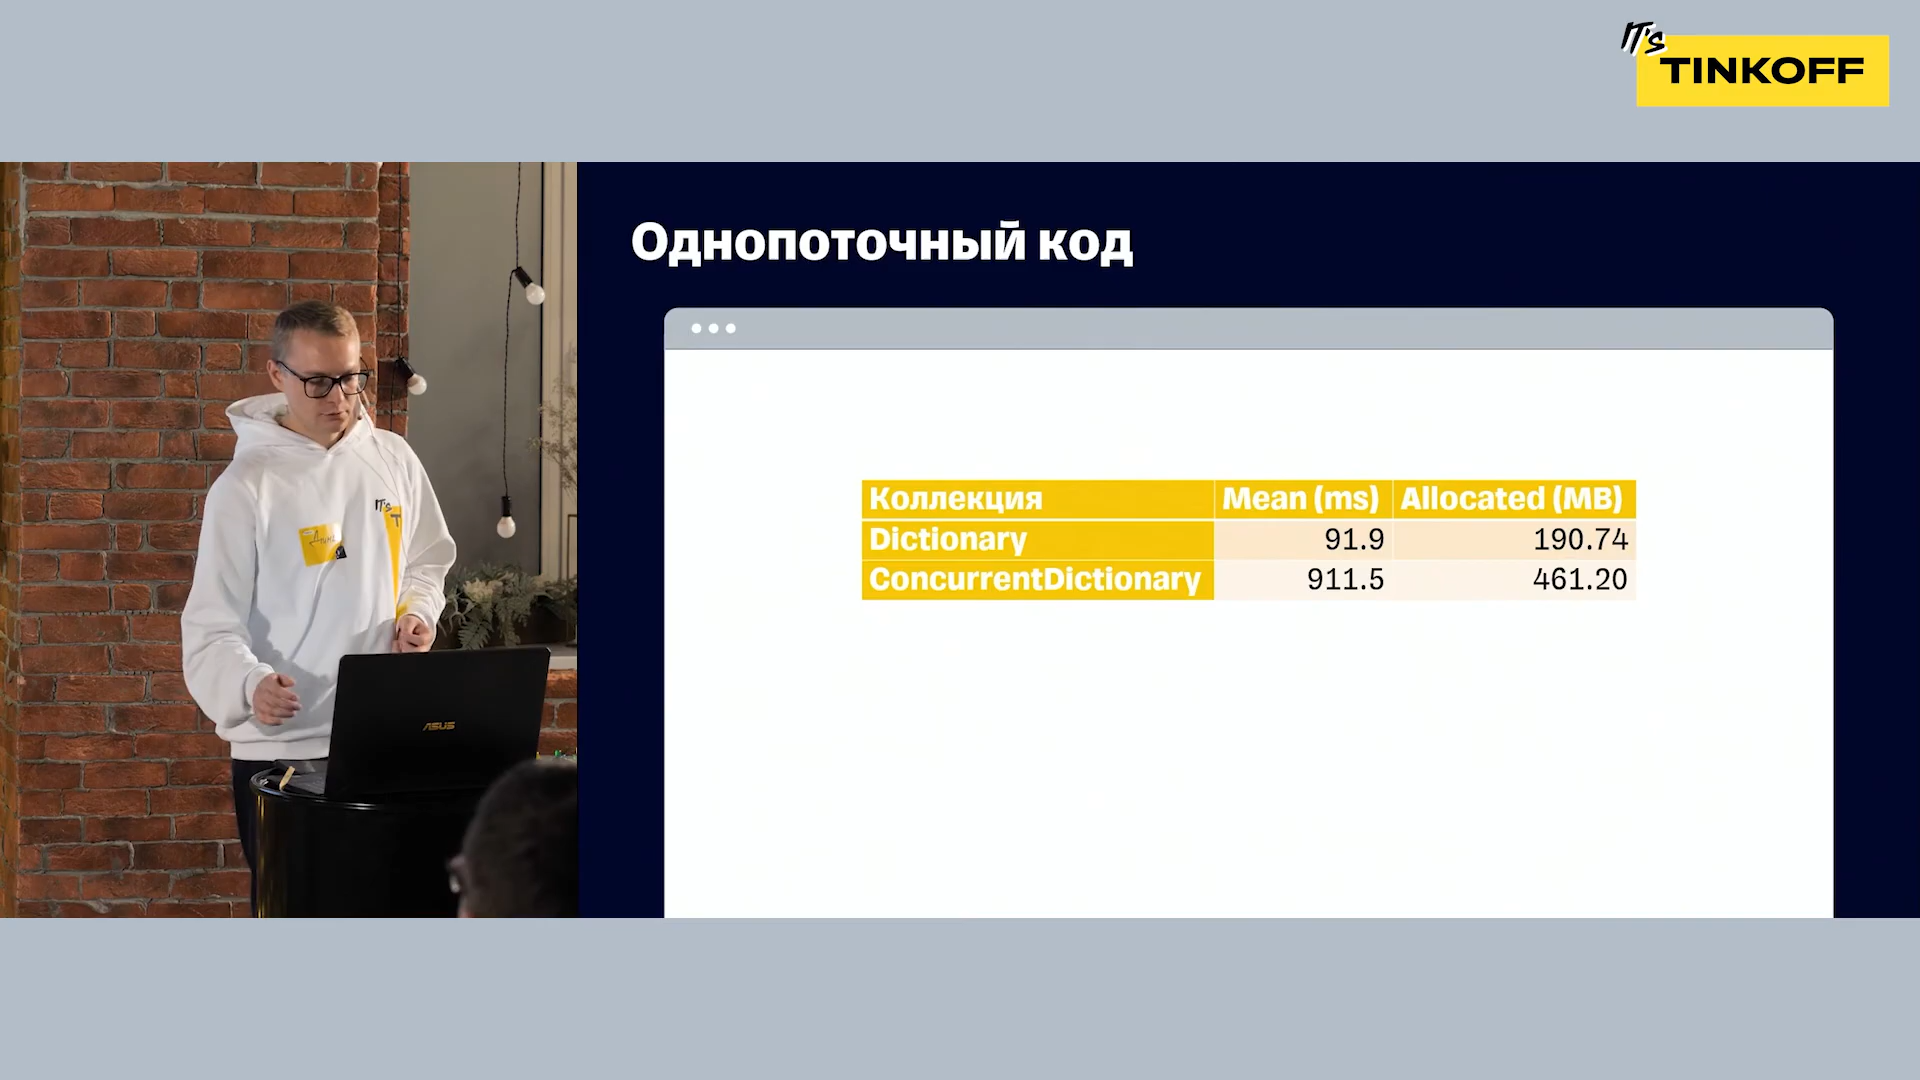 IT's
TINKOFF
Однопоточный код
Коллекция Mean (ms) Allocated (MB)
Dictionary 91.9 190.74
ConcurrentDictionary 911.5 461.20
IT's
T
ASUS